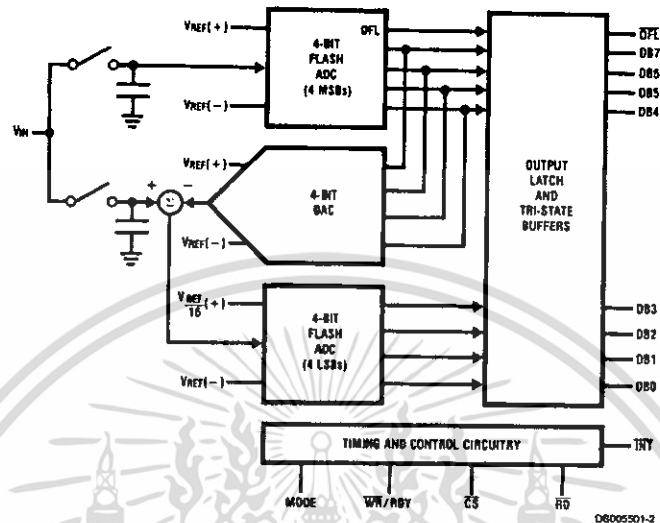 VREF(+)
OFL
4-BIT
FLASH
ADC
(4 MSBs)
VREF(-)
OFL
DB7
DB6
DB5
DB4
VIN
VREF(+)
4-BIT
DAC
VREF(-)
+
-
Σ
OUTPUT
LATCH
AND
TRI-STATE
BUFFERS
VREF/16(+)
4-BIT
FLASH
ADC
(4 LSBs)
VREF(-)
DB3
DB2
DB1
DB0
TIMING AND CONTROL CIRCUITRY
INT
MODE
WR/RDY
CS
RD
DS005501-2